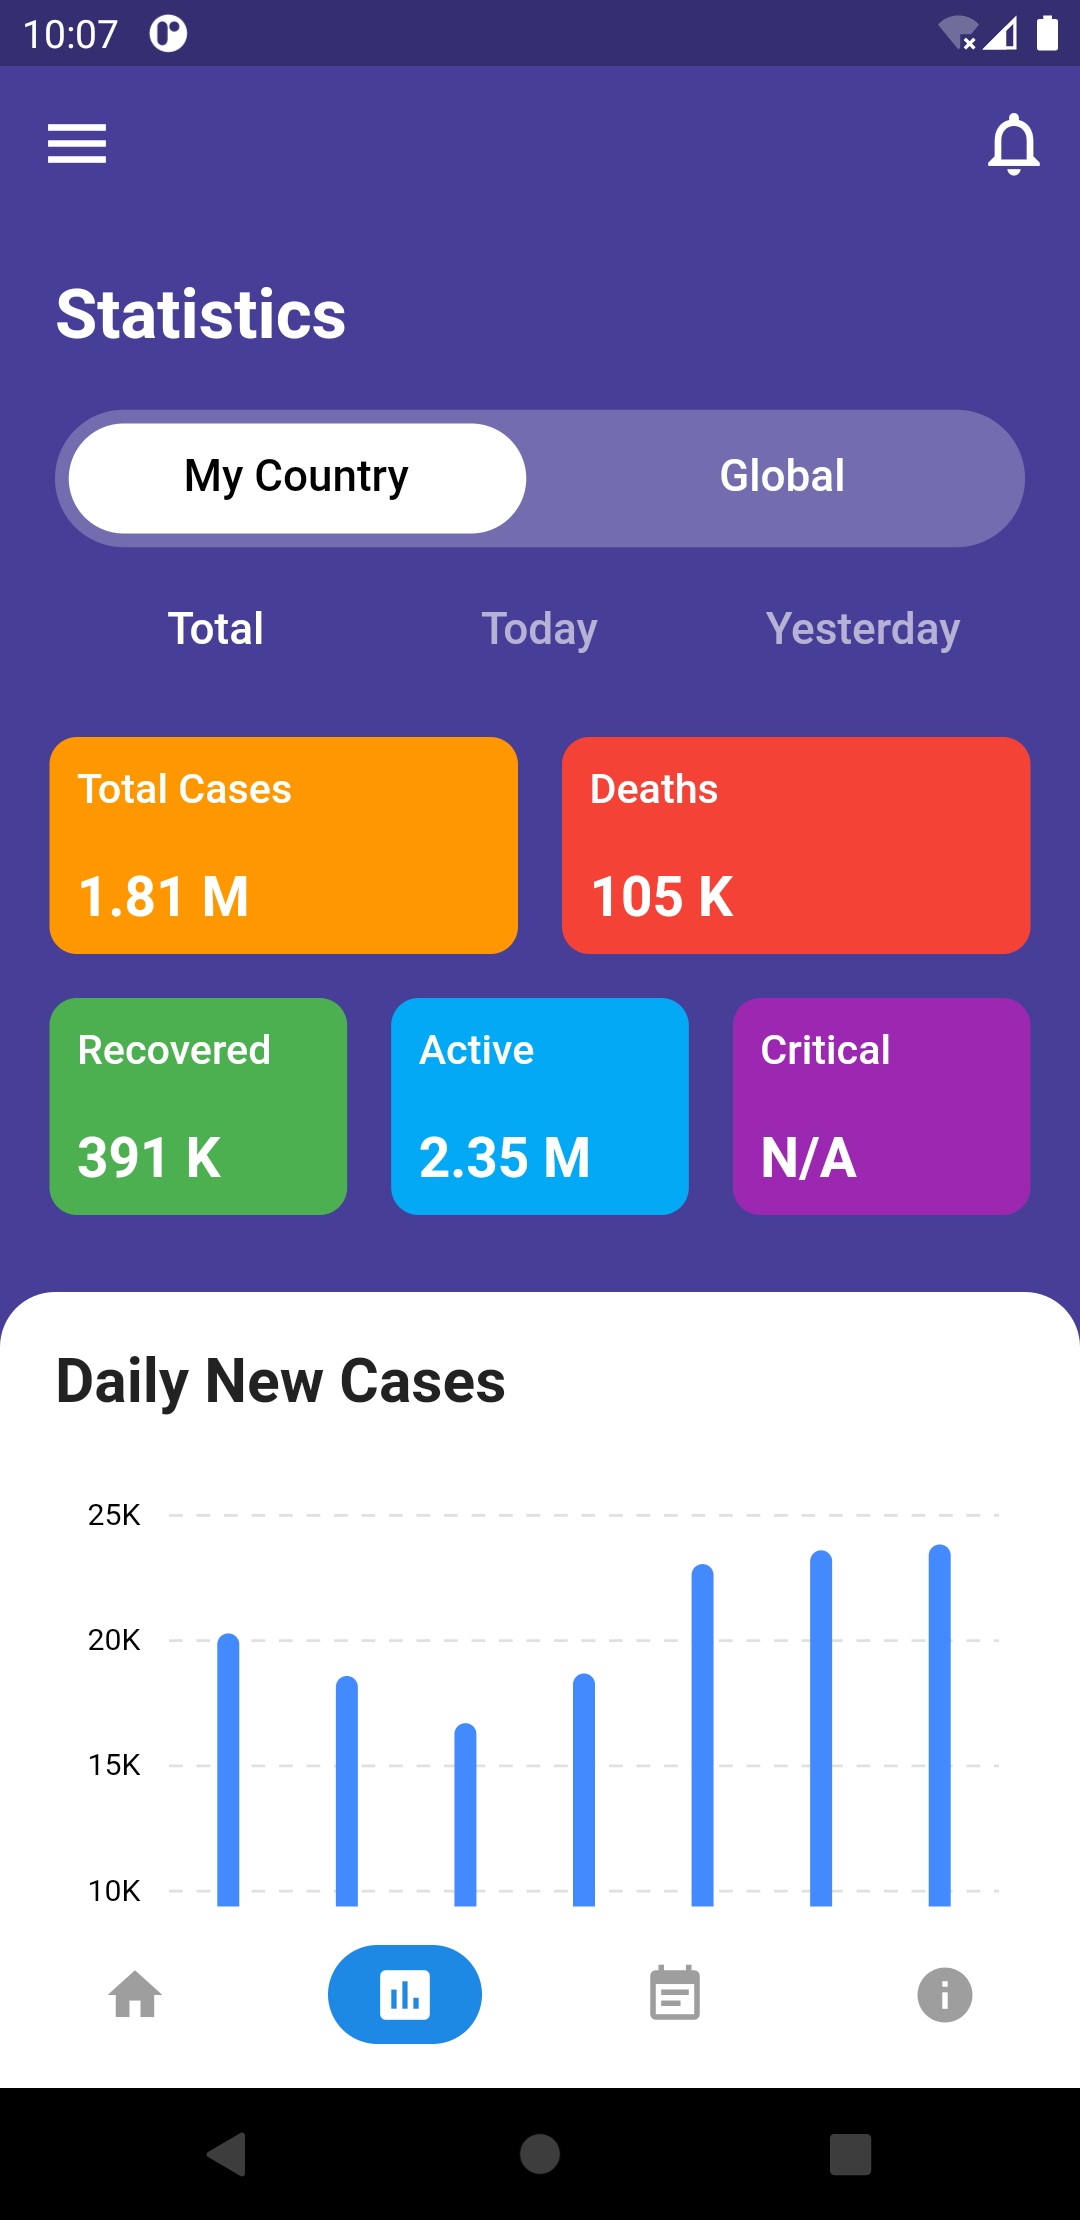 10:07
Statistics
My Country Global
Total Today Yesterday
Total Cases Deaths
1.81 M 105 K
Recovered Active Critical
391 K 2.35 M N/A
Daily New Cases
25K
20K
15K
10K